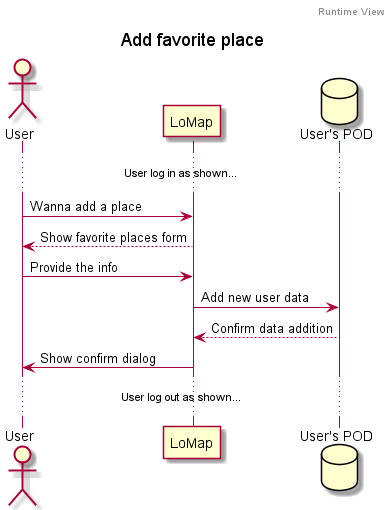 Runtime View
Add favorite place
User
LoMap
User's POD
User log in as shown...
Wanna add a place
Show favorite places form
Provide the info
Add new user data
Confirm data addition
Show confirm dialog
User log out as shown...
User
LoMap
User's POD